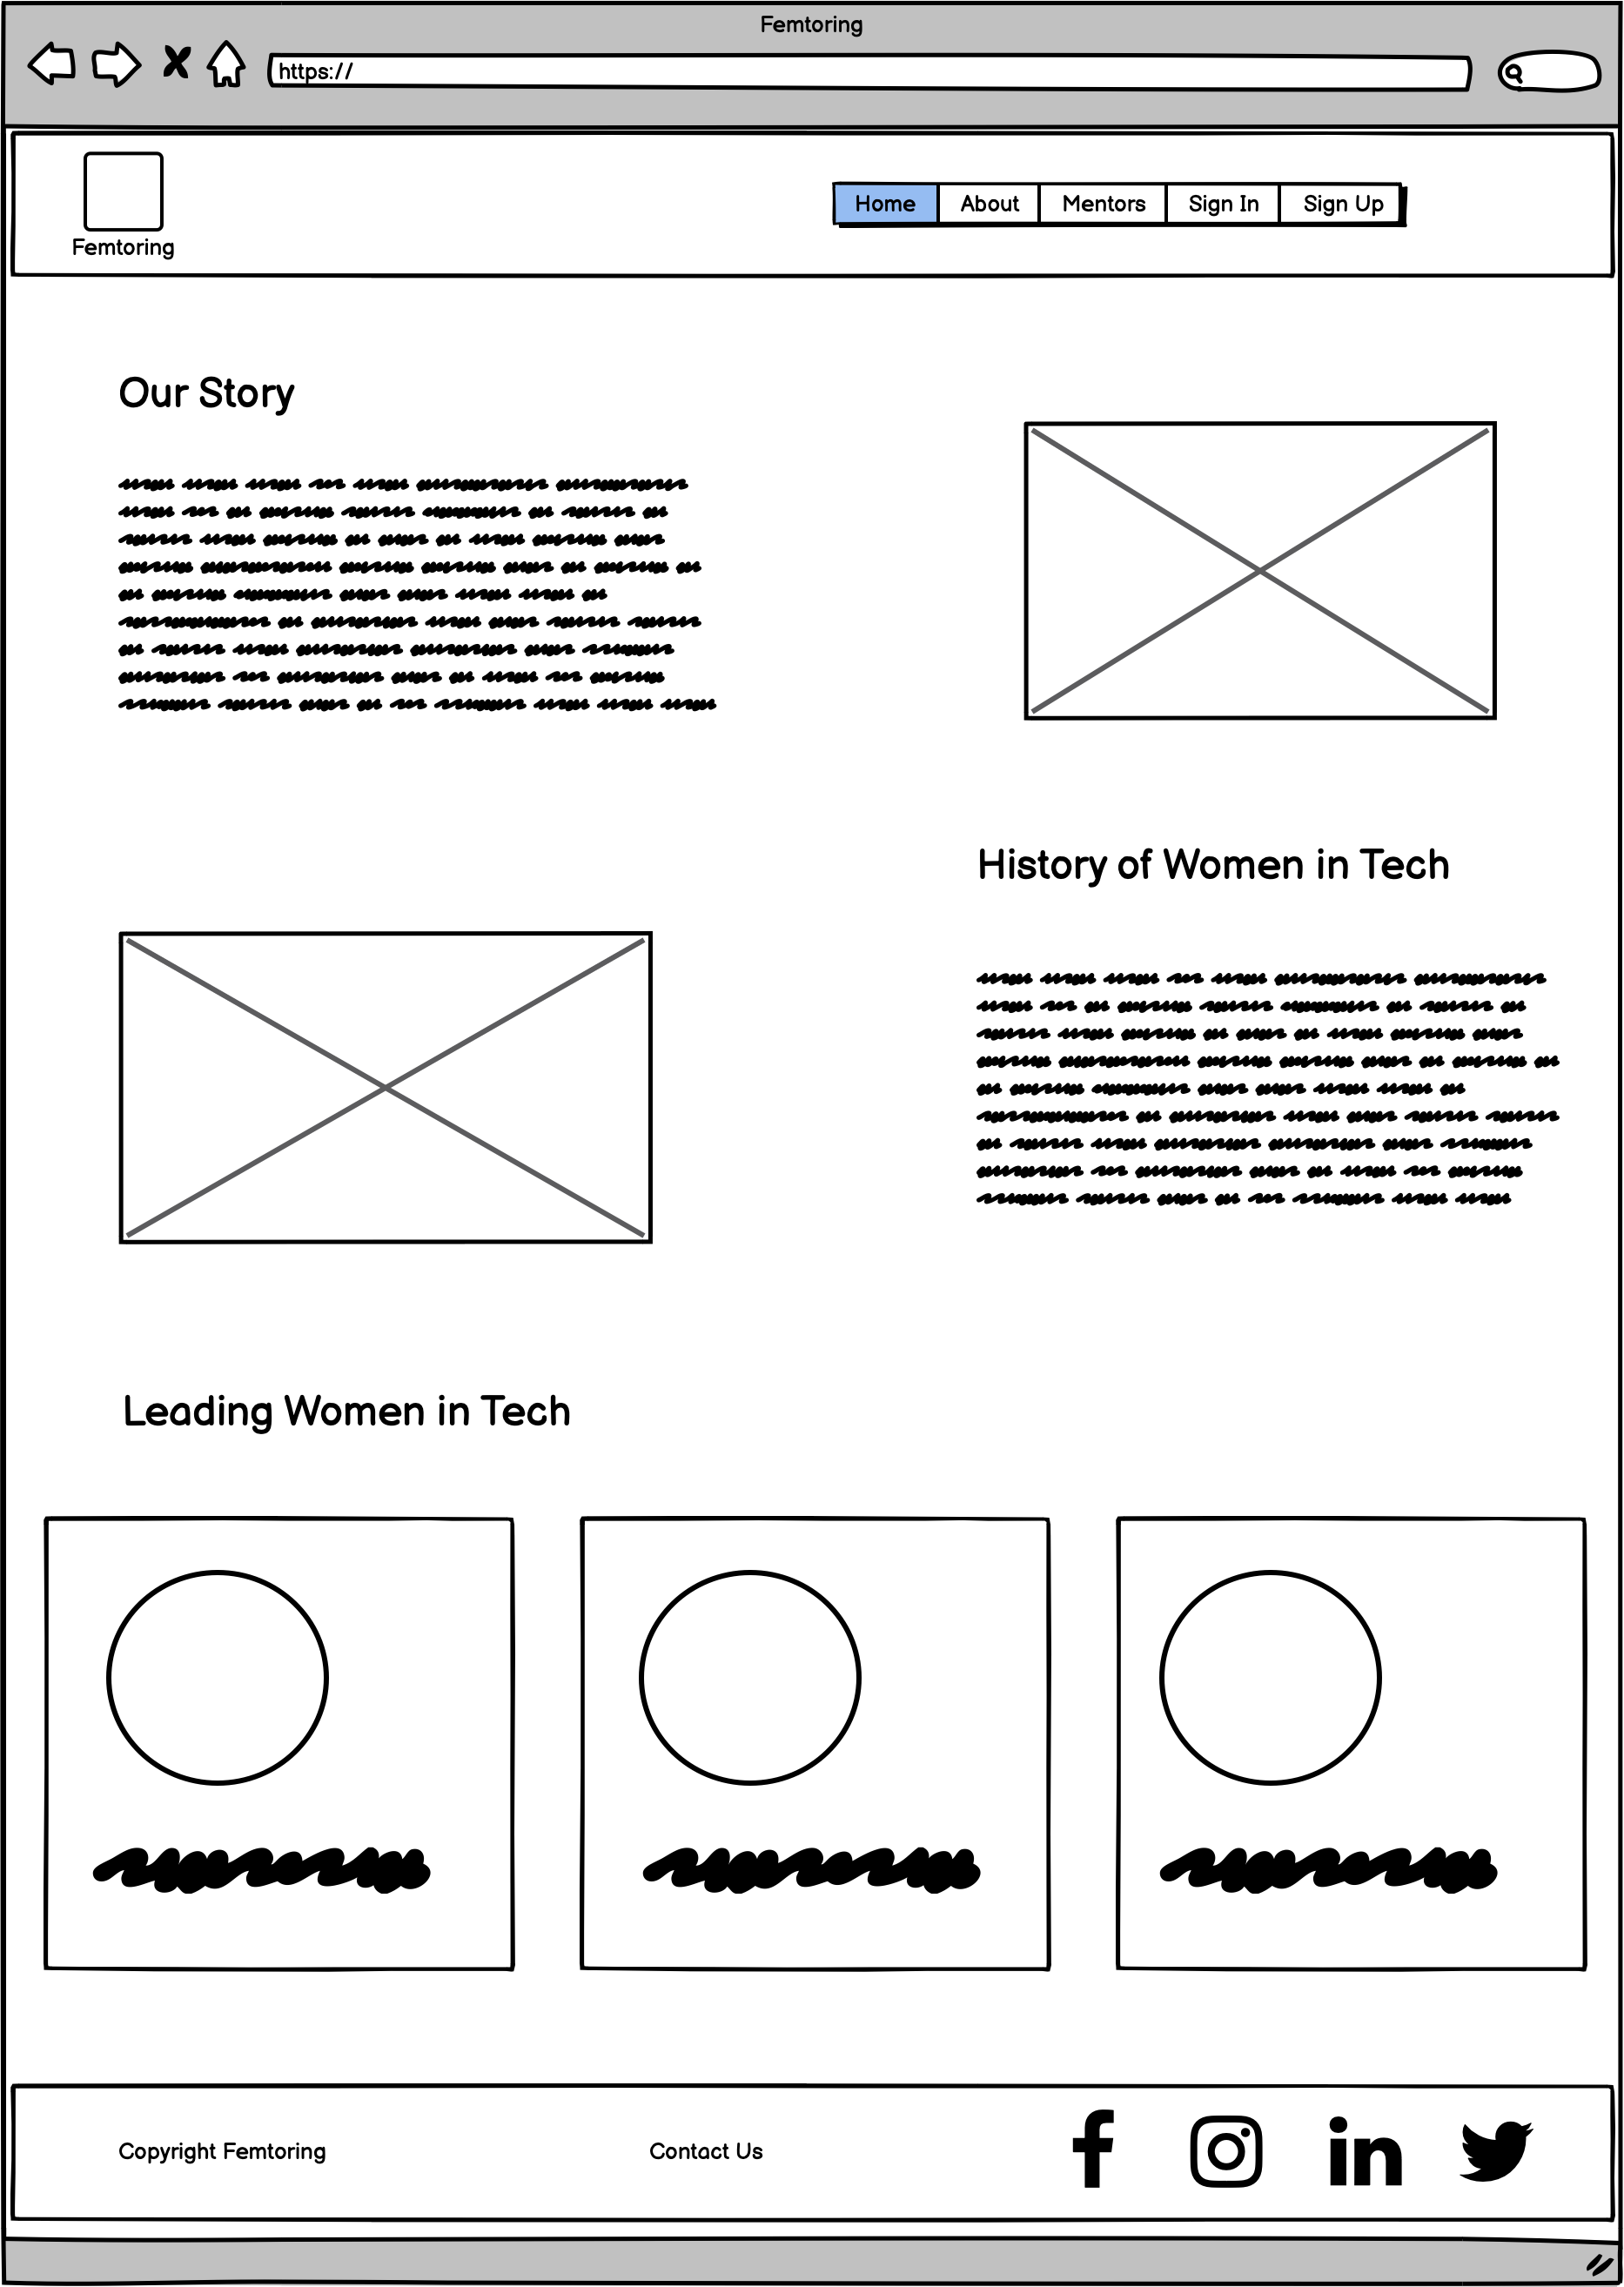 Femtoring
https://
Femtoring
Home About Mentors Sign In Sign Up
Our Story
History of Women in Tech
Leading Women in Tech
Copyright Femtoring
Contact Us